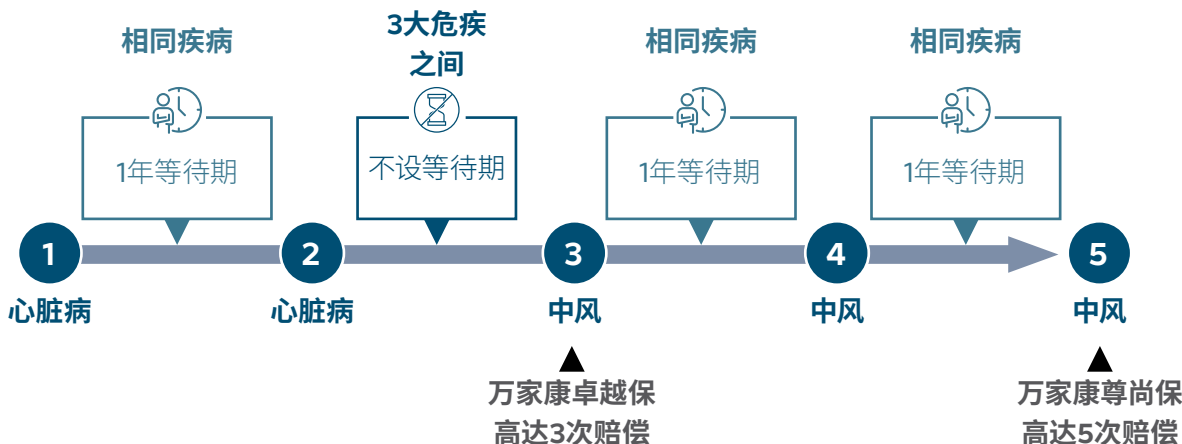 相同疾病
3大危疾
之间
相同疾病
相同疾病
1年等待期
不设等待期
1年等待期
1年等待期
1
2
3
4
5
心脏病
心脏病
中风
中风
中风
万家康卓越保
高达3次赔偿
万家康尊尚保
高达5次赔偿